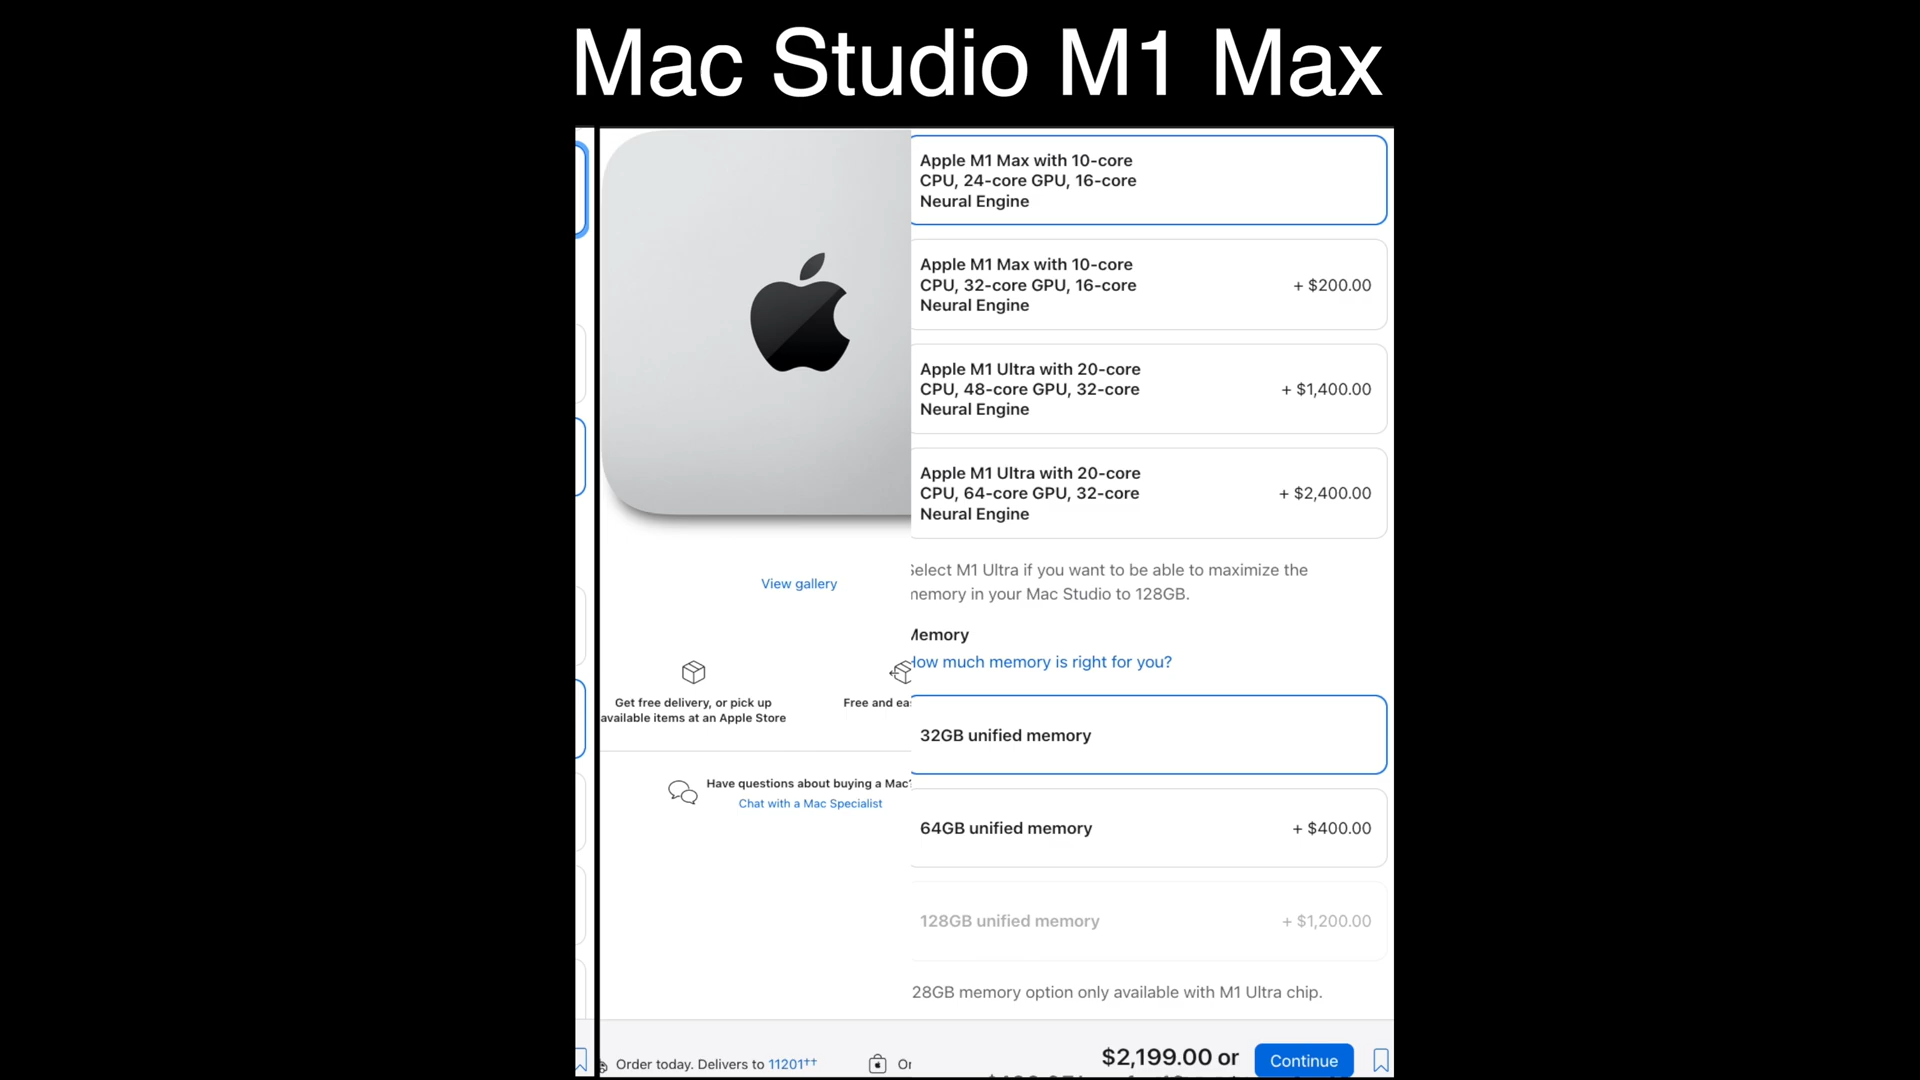 Mac Studio M1 Max
Apple M1 Max with 10-core
CPU, 24-core GPU, 16-core
Neural Engine
Apple M1 Max with 10-core
CPU, 32-core GPU, 16-core
Neural Engine
+ $200.00
Apple M1 Ultra with 20-core
CPU, 48-core GPU, 32-core
Neural Engine
+ $1,400.00
Apple M1 Ultra with 20-core
CPU, 64-core GPU, 32-core
Neural Engine
+ $2,400.00
Select M1 Ultra if you want to be able to maximize the
memory in your Mac Studio to 128GB.
Memory
How much memory is right for you?
32GB unified memory
64GB unified memory
+ $400.00
128GB unified memory
+ $1,200.00
28GB memory option only available with M1 Ultra chip.
View gallery
Get free delivery, or pick up
available items at an Apple Store
Free and
Have questions about buying a Mac?
Chat with a Mac Specialist
Order today. Delivers to 11201††
$2,199.00 or
Continue